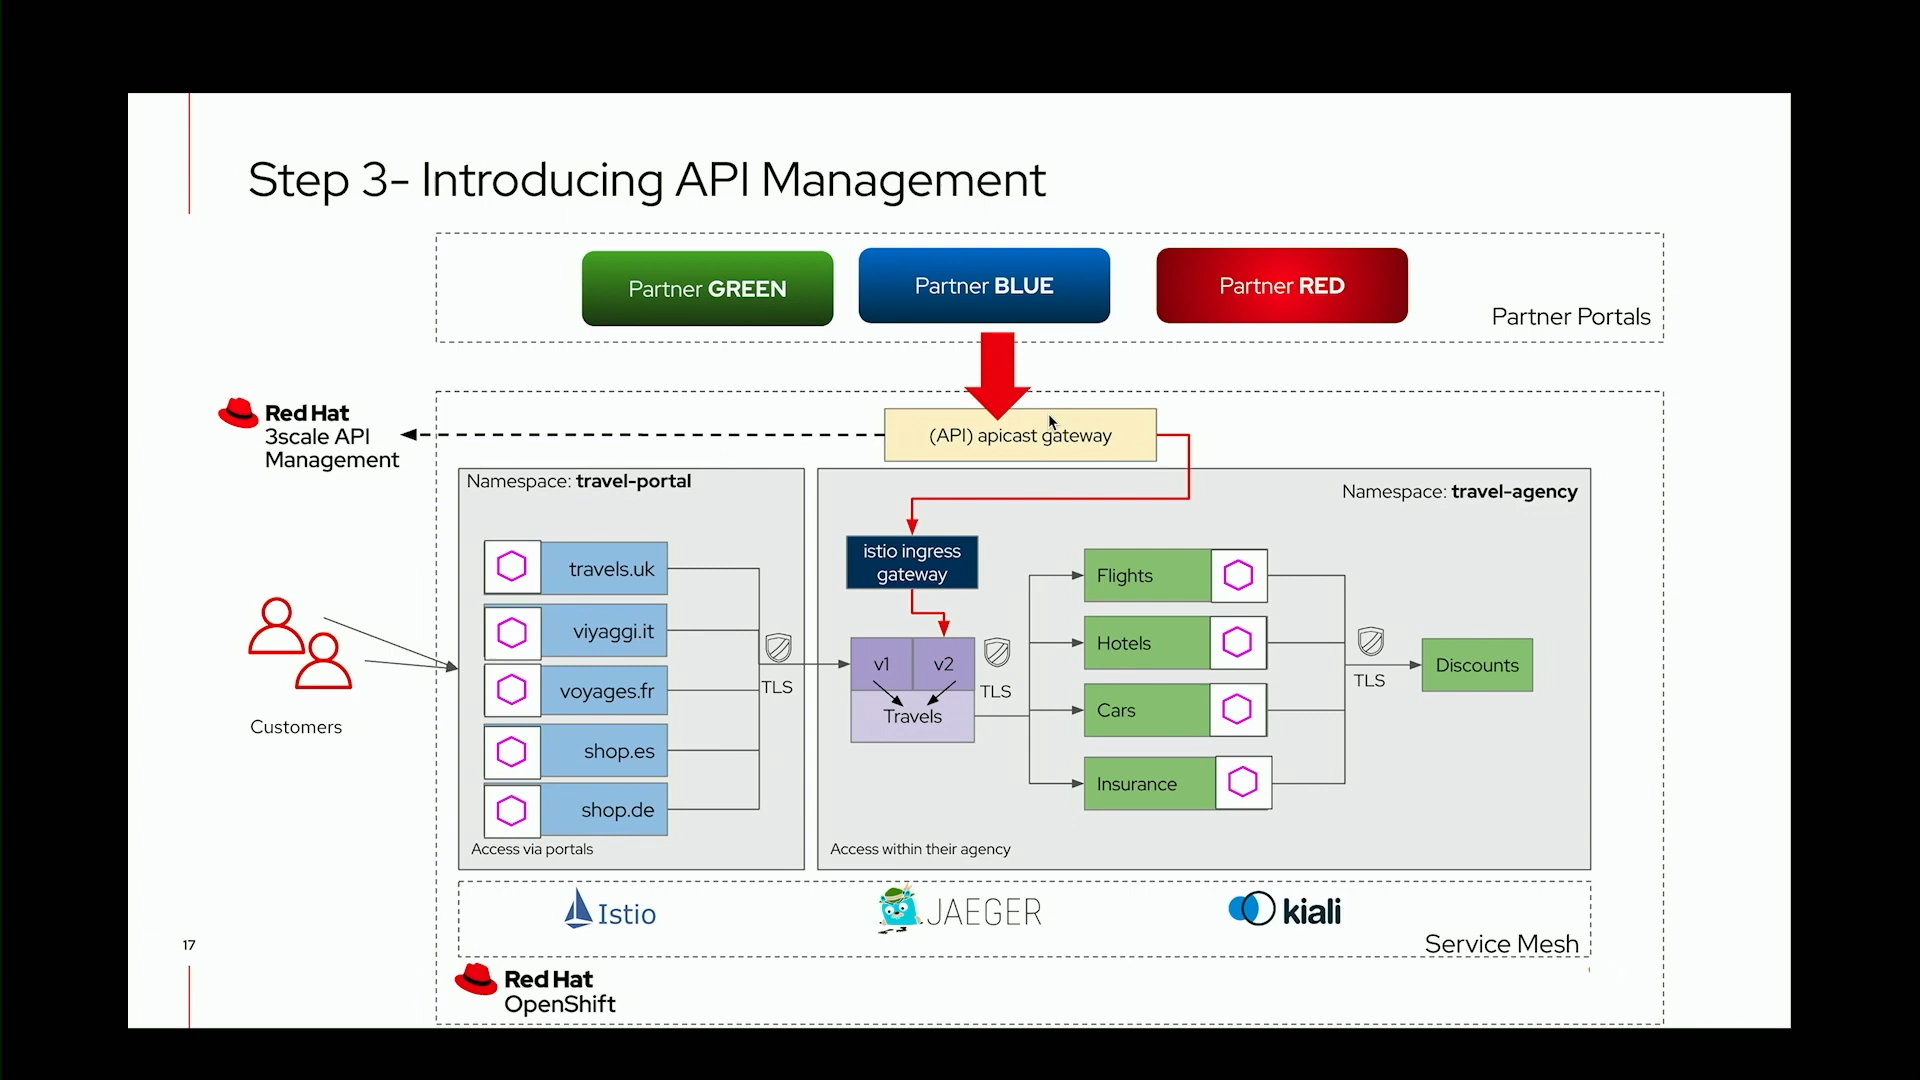 Step 3- Introducing API Management
Partner GREEN
Partner BLUE
Partner RED
Partner Portals
Red Hat
3scale API
Management
(API) apicast gateway
Namespace: travel-portal
Namespace: travel-agency
travels.uk
viyaggi.it
voyages.fr
shop.es
shop.de
Access via portals
TLS
Customers
istio ingress
gateway
v1
v2
Travels
TLS
Flights
Hotels
Cars
Insurance
TLS
Discounts
Access within their agency
Istio
JAEGER
kiali
Service Mesh
17
Red Hat
OpenShift